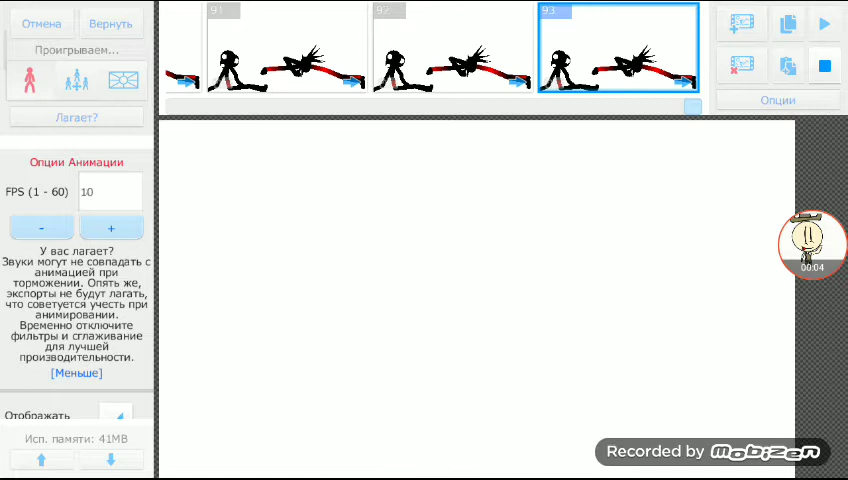 Отмена
Вернуть
Проигрываем...
Лагает?
Опции Анимации
FPS (1 - 60)
10
-
+
У вас лагает?
Звуки могут не совпадать с
анимацией при
торможении. Опять же,
экспорты не будут лагать,
что советуется учесть при
анимировании.
Временно отключите
фильтры и сглаживание
для лучшей
производительности.
[Меньше]
Отображать
Исп. памяти: 41MB
91
92
93
Опции
00:04
Recorded by Mobizen